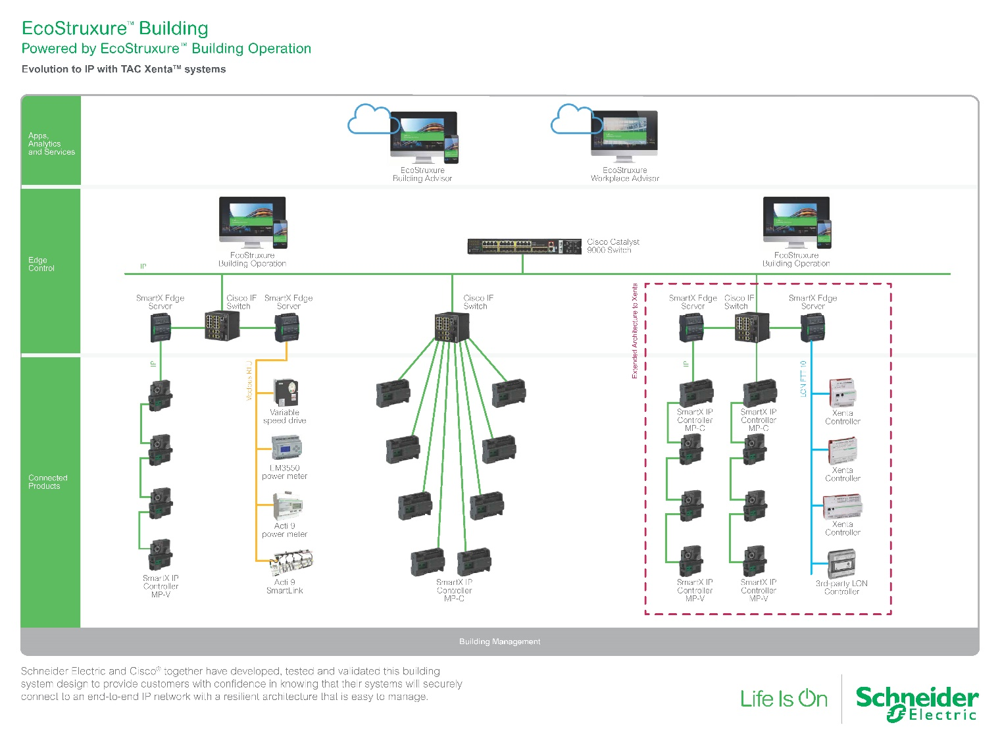 EcoStruxure™ Building
Powered by EcoStruxure™ Building Operation
Evolution to IP with TAC Xenta™ systems
Apps,
Analytics
and Services
EcoStruxure
Building Advisor
EcoStruxure
Workplace Advisor
Edge
Control
EcoStruxure
Building Operation
Cisco Catalyst
9000 Switch
EcoStruxure
Building Operation
IP
SmartX Edge
Server
Cisco IE
Switch
SmartX Edge
Server
Cisco IE
Switch
Extended Architecture to Xenta
SmartX Edge
Server
Cisco IE
Switch
SmartX Edge
Server
Connected
Products
IP
Modbus RTU
Variable
speed drive
EM3550
power meter
Acti 9
power meter
Acti 9
SmartLink
SmartX IP
Controller
MP-V
SmartX IP
Controller
MP-C
IP
SmartX IP
Controller
MP-C
SmartX IP
Controller
MP-C
LON FTT 10
Xenta
Controller
Xenta
Controller
Xenta
Controller
SmartX IP
Controller
MP-V
SmartX IP
Controller
MP-V
3rd-party LON
Controller
Building Management
Schneider Electric and Cisco® together have developed, tested and validated this building
system design to provide customers with confidence in knowing that their systems will securely
connect to an end-to-end IP network with a resilient architecture that is easy to manage.
Life Is On
Schneider
Electric